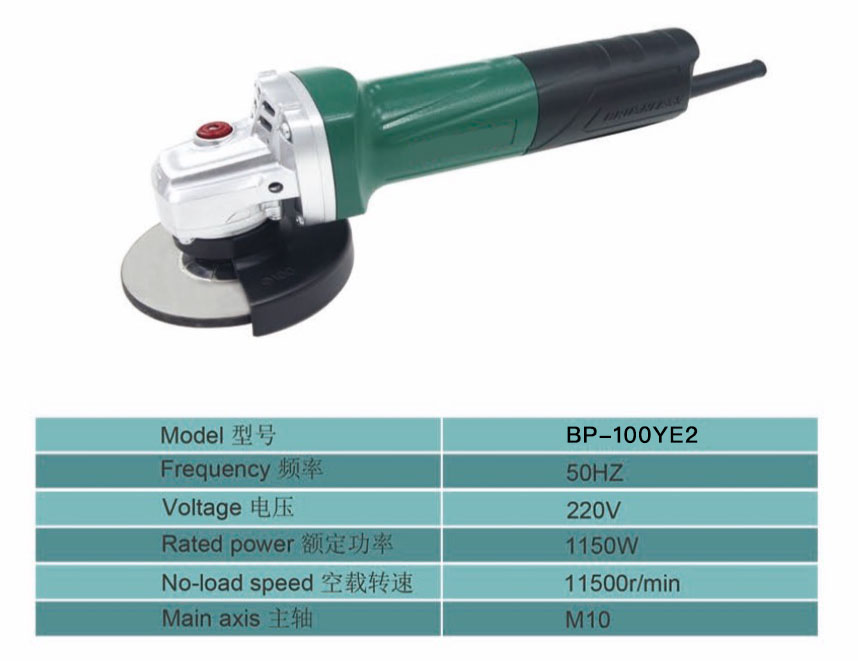 Model 型号 BP-100YE2
Frequency 频率 50HZ
Voltage 电压 220V
Rated power 额定功率 1150W
No-load speed 空载转速 11500r/min
Main axis 主轴 M10